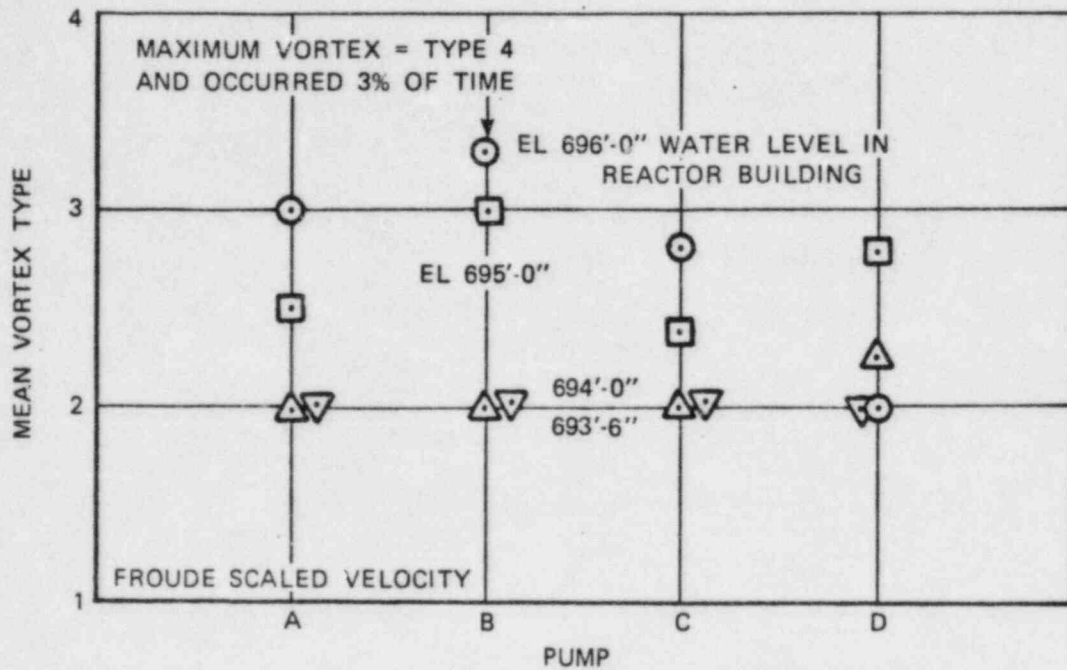 4
MAXIMUM VORTEX = TYPE 4
AND OCCURRED 3% OF TIME
EL 696'-0" WATER LEVEL IN
REACTOR BUILDING
3
EL 695'-0"
MEAN VORTEX TYPE
694'-0"
2
693'-6"
FROUDE SCALED VELOCITY
1
A B C D
PUMP